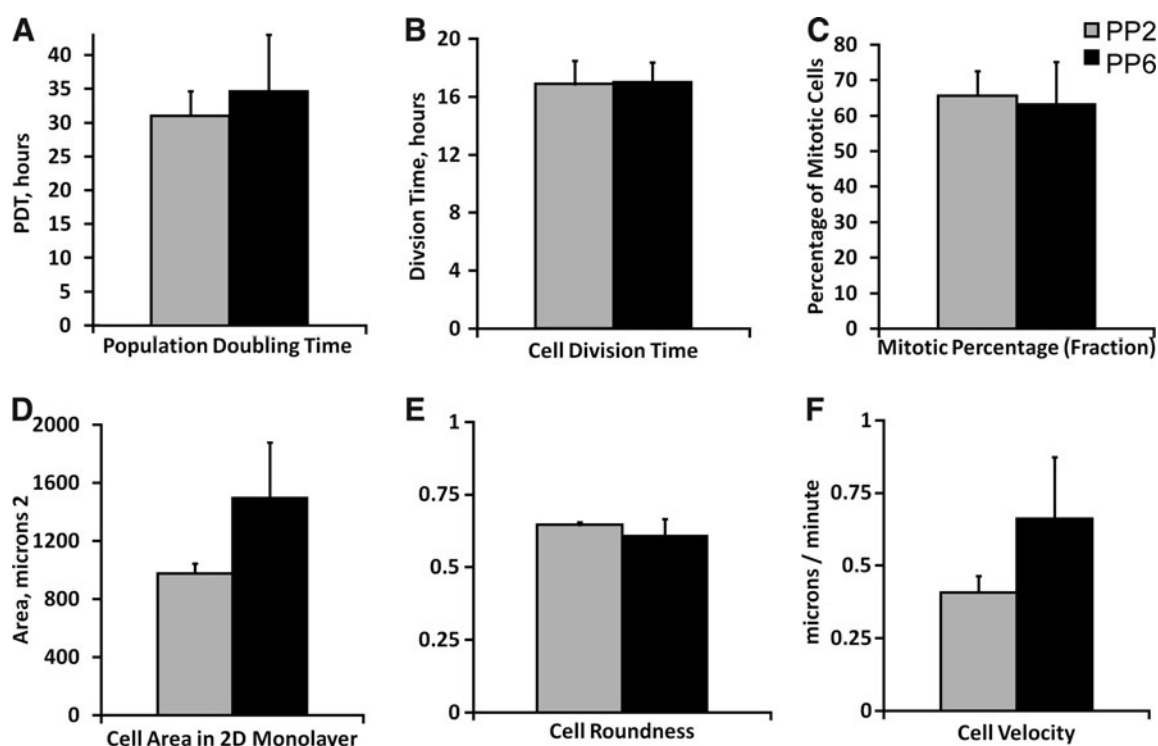 A
PDT, hours
40
35
30
25
20
15
10
5
0
Population Doubling Time
B
Divsion Time, hours
20
16
12
8
4
0
Cell Division Time
C
PP2
PP6
Percentage of Mitotic Cells
80
70
60
50
40
30
20
10
0
Mitotic Percentage (Fraction)
D
Area, microns 2
2000
1600
1200
800
400
0
Cell Area in 2D Monolayer
E
1
0.75
0.5
0.25
0
Cell Roundness
F
microns / minute
1
0.75
0.5
0.25
0
Cell Velocity